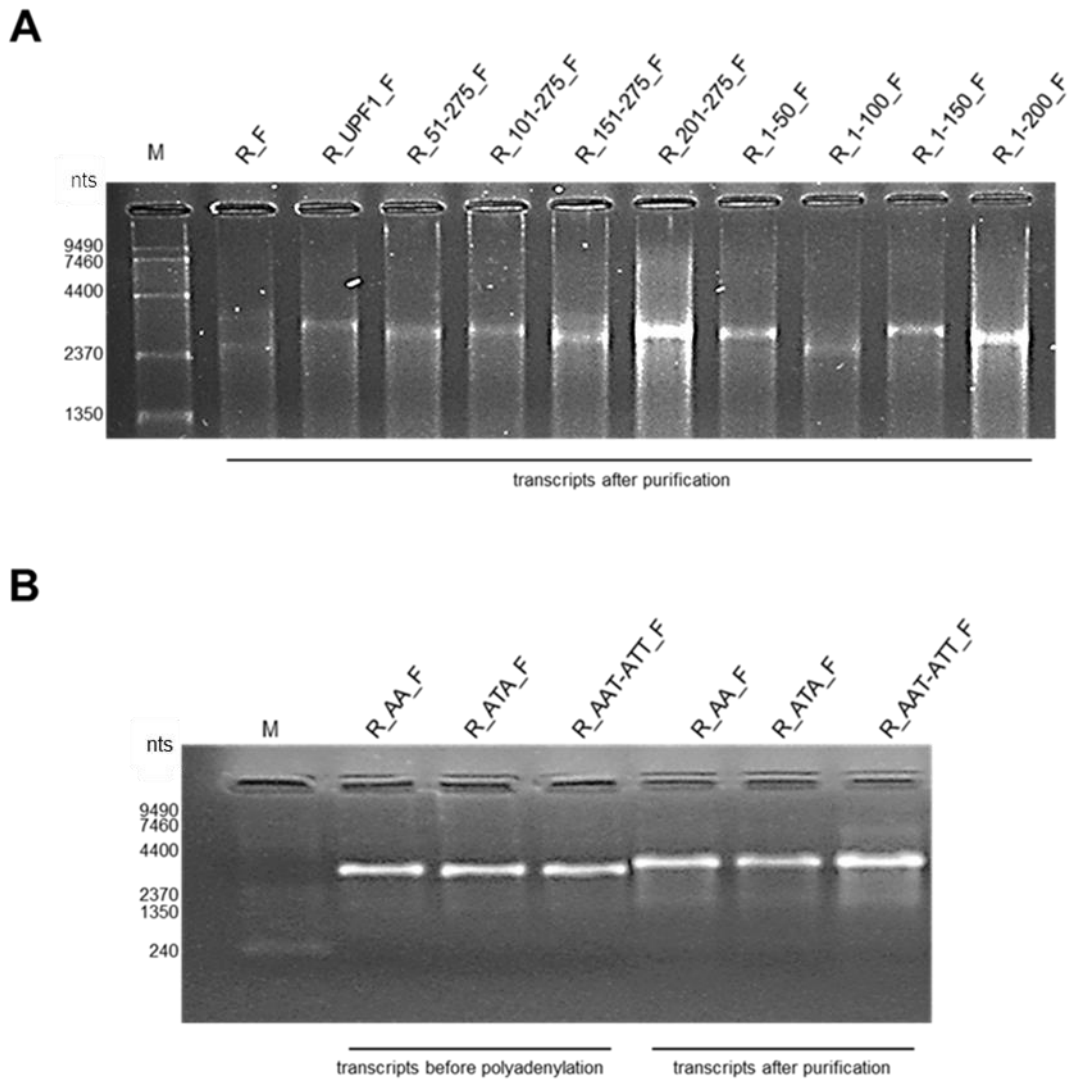 A
M R_F R_UPF1_F R_51-275_F R_101-275_F R_151-275_F R_201-275_F R_1-50_F R_1-100_F R_1-150_F R_1-200_F
nts
9490
7460
4400
2370
1350
transcripts after purification
B
M R_AA_F R_ATA_F R_AAT-ATT_F R_AA_F R_ATA_F R_AAT-ATT_F
nts
9490
7460
4400
2370
1350
240
transcripts before polyadenylation transcripts after purification